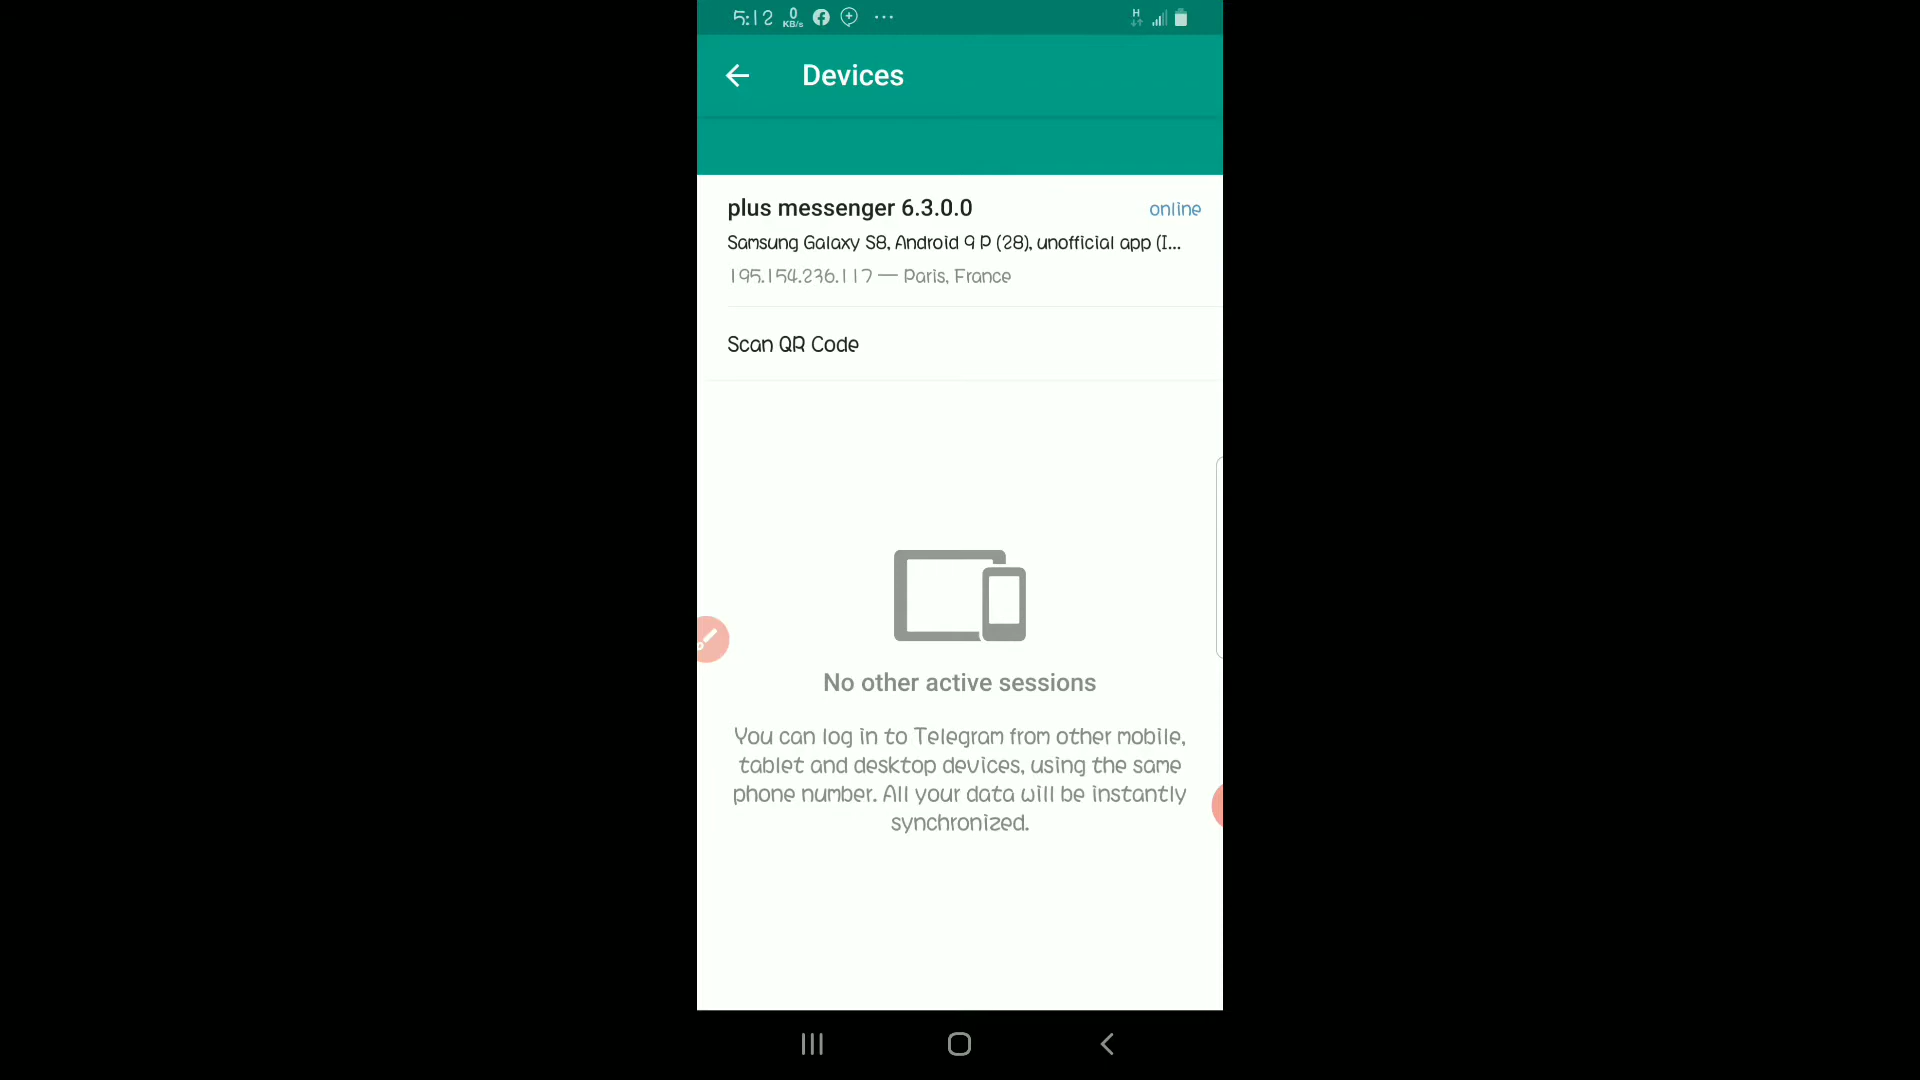 5:12 0 KB/s H
Devices
plus messenger 6.3.0.0 online
Samsung Galaxy S8, Android 9 P (28), unofficial app (I...
195.154.236.117 — Paris, France
Scan QR Code
No other active sessions
You can log in to Telegram from other mobile,
tablet and desktop devices, using the same
phone number. All your data will be instantly
synchronized.